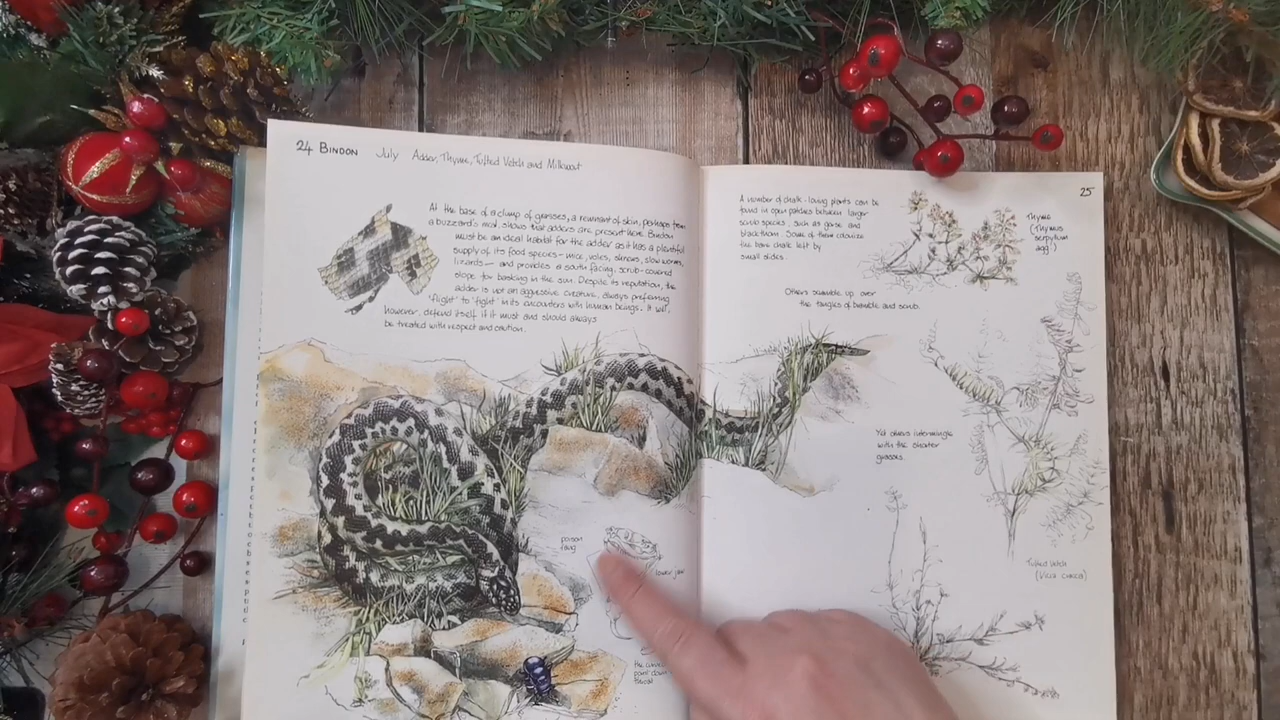 24 BINDON July Adder, Thyme, Tufted Vetch and Milkwort
At the base of a clump of grasses, a remnant of skin, perhaps from
a buzzard's meal, shows that adders are present here. Bindon
must be an ideal habitat for the adder as it has a plentiful
supply of its food species - mice, voles, shrews, slow worms,
lizards - and provides a south facing, scrub-covered
slope for basking in the sun. Despite its reputation, the
adder is not an aggressive creature, always preferring
'flight' to 'fight' in its encounters with human beings. It will,
however, defend itself if it must and should always
be treated with respect and caution.
poison
fang
lower jaw
the curved
point down
throat
25
A number of chalk-loving plants can be
found in open patches between larger
scrub species, such as gorse and
blackthorn. Some of them colonize
the bare chalk left by
small slides.
Thyme
(Thymus
serpyllum
agg.)
Others scramble up over
the tangles of bramble and scrub.
Yet others intermingle
with the shorter
grasses.
Tufted Vetch
(Vicia cracca)